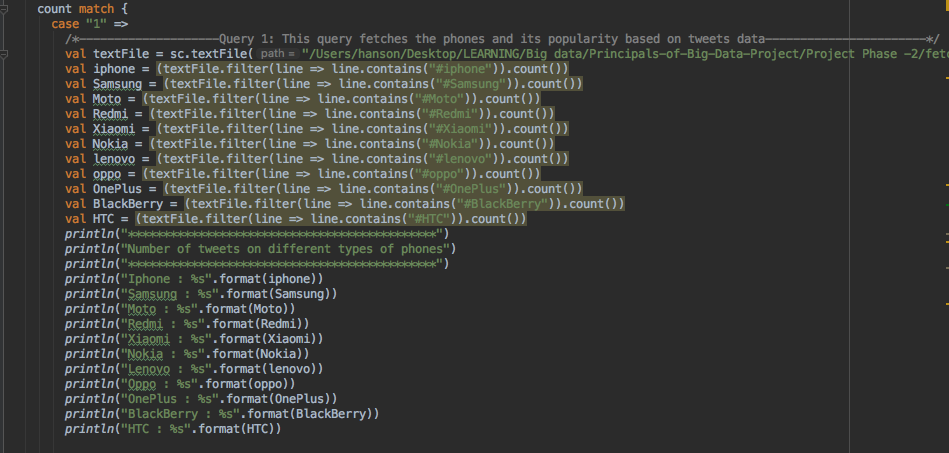 count match {
case "1" =>
/*--------------------Query 1: This query fetches the phones and its popularity based on tweets data-----------------------*/
val textFile = sc.textFile( path = "/Users/hanson/Desktop/LEARNING/Big data/Principals-of-Big-Data-Project/Project Phase -2/fetc
val iphone = (textFile.filter(line => line.contains("#iphone")).count())
val Samsung = (textFile.filter(line => line.contains("#Samsung")).count())
val Moto = (textFile.filter(line => line.contains("#Moto")).count())
val Redmi = (textFile.filter(line => line.contains("#Redmi")).count())
val Xiaomi = (textFile.filter(line => line.contains("#Xiaomi")).count())
val Nokia = (textFile.filter(line => line.contains("#Nokia")).count())
val lenovo = (textFile.filter(line => line.contains("#lenovo")).count())
val oppo = (textFile.filter(line => line.contains("#oppo")).count())
val OnePlus = (textFile.filter(line => line.contains("#OnePlus")).count())
val BlackBerry = (textFile.filter(line => line.contains("#BlackBerry")).count())
val HTC = (textFile.filter(line => line.contains("#HTC")).count())
println("********************************************")
println("Number of tweets on different types of phones")
println("********************************************")
println("Iphone : %s".format(iphone))
println("Samsung : %s".format(Samsung))
println("Moto : %s".format(Moto))
println("Redmi : %s".format(Redmi))
println("Xiaomi : %s".format(Xiaomi))
println("Nokia : %s".format(Nokia))
println("Lenovo : %s".format(lenovo))
println("Oppo : %s".format(oppo))
println("OnePlus : %s".format(OnePlus))
println("BlackBerry : %s".format(BlackBerry))
println("HTC : %s".format(HTC))